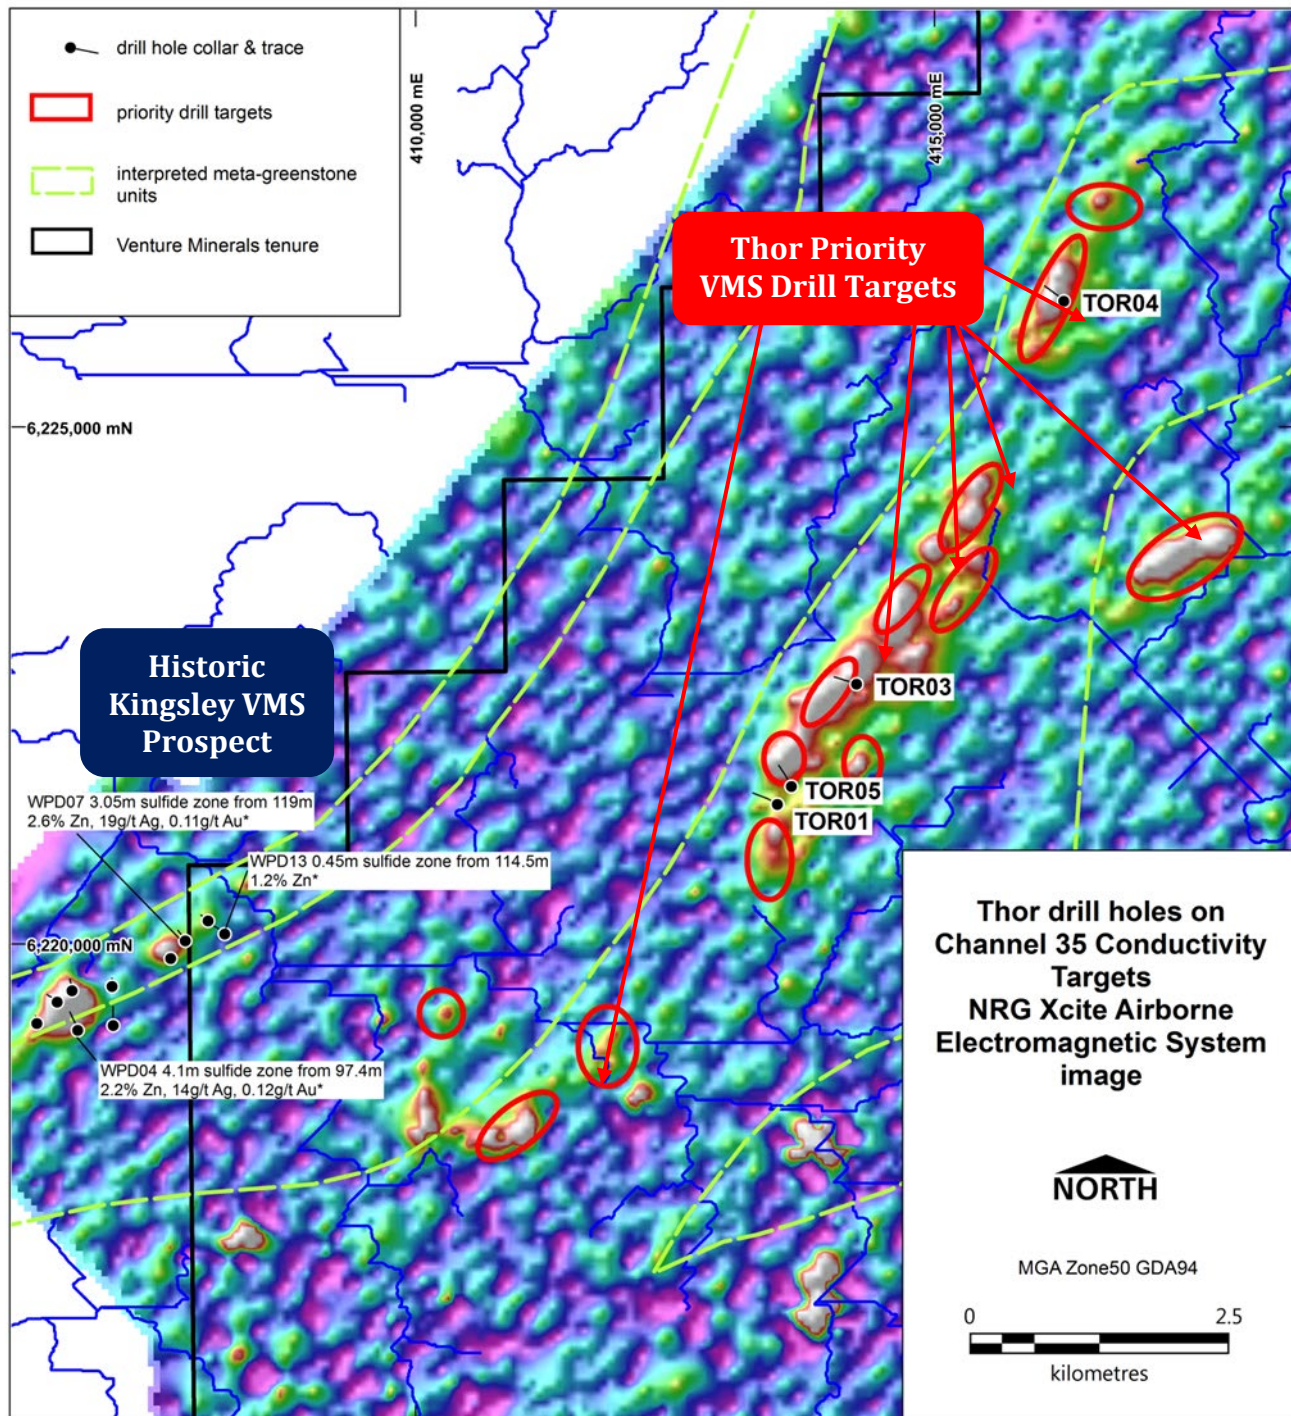 drill hole collar & trace
priority drill targets
interpreted meta-greenstone
units
Venture Minerals tenure
410,000 mE
415,000 mE
Thor Priority
VMS Drill Targets
TOR04
6,225,000 mN
Historic
Kingsley VMS
Prospect
TOR03
TOR05
TOR01
WPD07 3.05m sulfide zone from 119m
2.6% Zn, 19g/t Ag, 0.11g/t Au*
WPD13 0.45m sulfide zone from 114.5m
1.2% Zn*
6,220,000 mN
WPD04 4.1m sulfide zone from 97.4m
2.2% Zn, 14g/t Ag, 0.12g/t Au*
Thor drill holes on
Channel 35 Conductivity
Targets
NRG Xcite Airborne
Electromagnetic System
image
NORTH
MGA Zone50 GDA94
0 2.5
kilometres